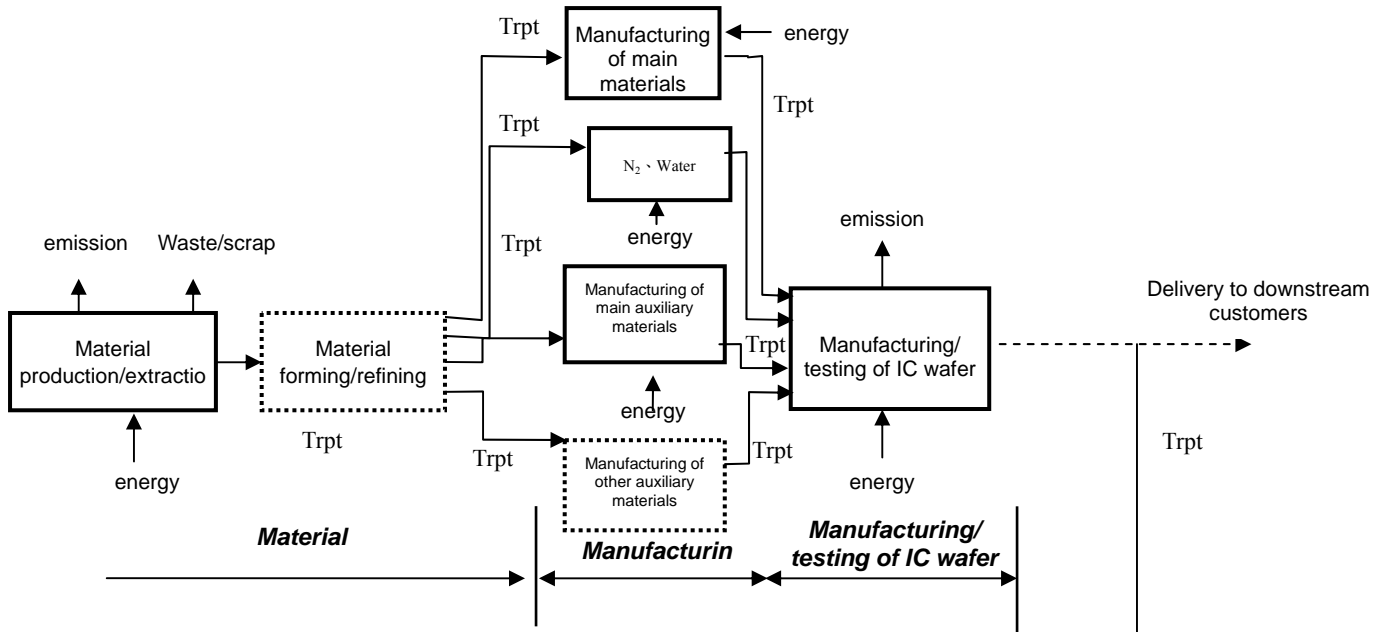 Trpt
Manufacturing
of main
materials
energy
Trpt
Trpt
N₂、Water
energy
Trpt
emission
Waste/scrap
emission
Manufacturing of
main auxiliary
materials
Trpt
energy
Material
production/extractio
Material
forming/refining
Manufacturing/
testing of IC wafer
Delivery to downstream
customers
Trpt
energy
Trpt
Manufacturing of
other auxiliary
materials
Trpt
energy
Trpt
Material
Manufacturin
Manufacturing/
testing of IC wafer